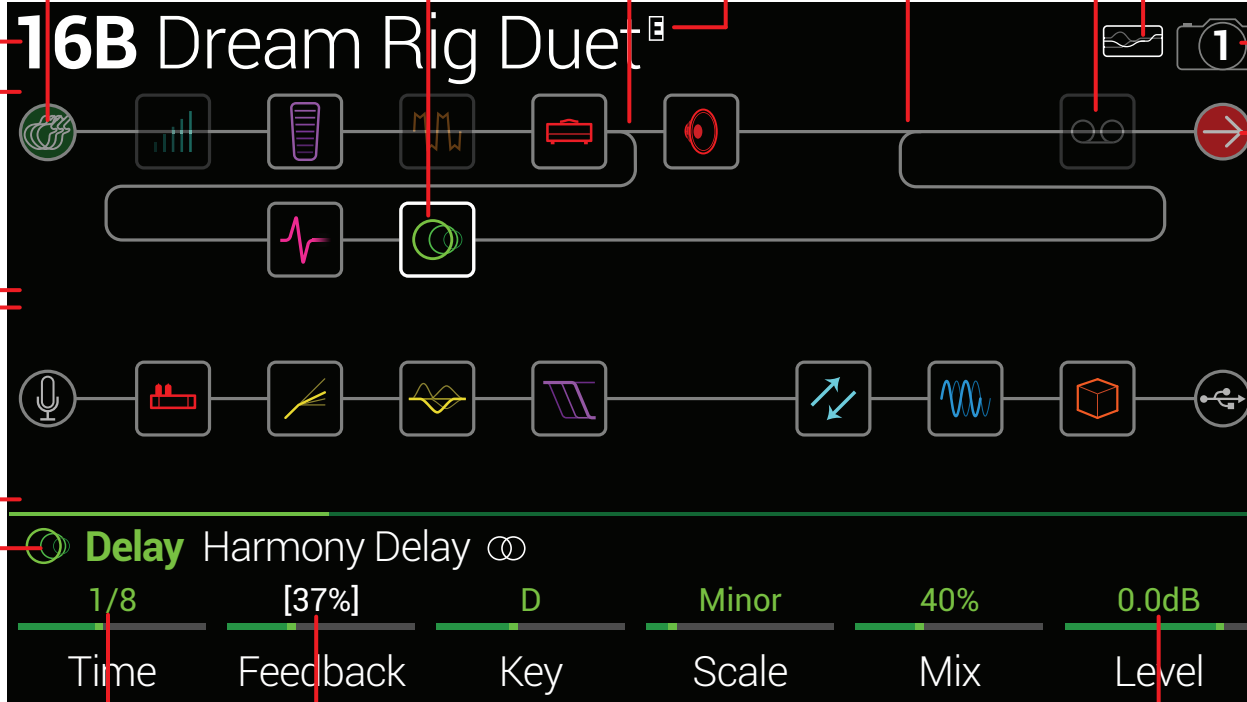 16B Dream Rig Duet E
1
Delay Harmony Delay
1/8 [37%] D Minor 40% 0.0dB
Time Feedback Key Scale Mix Level